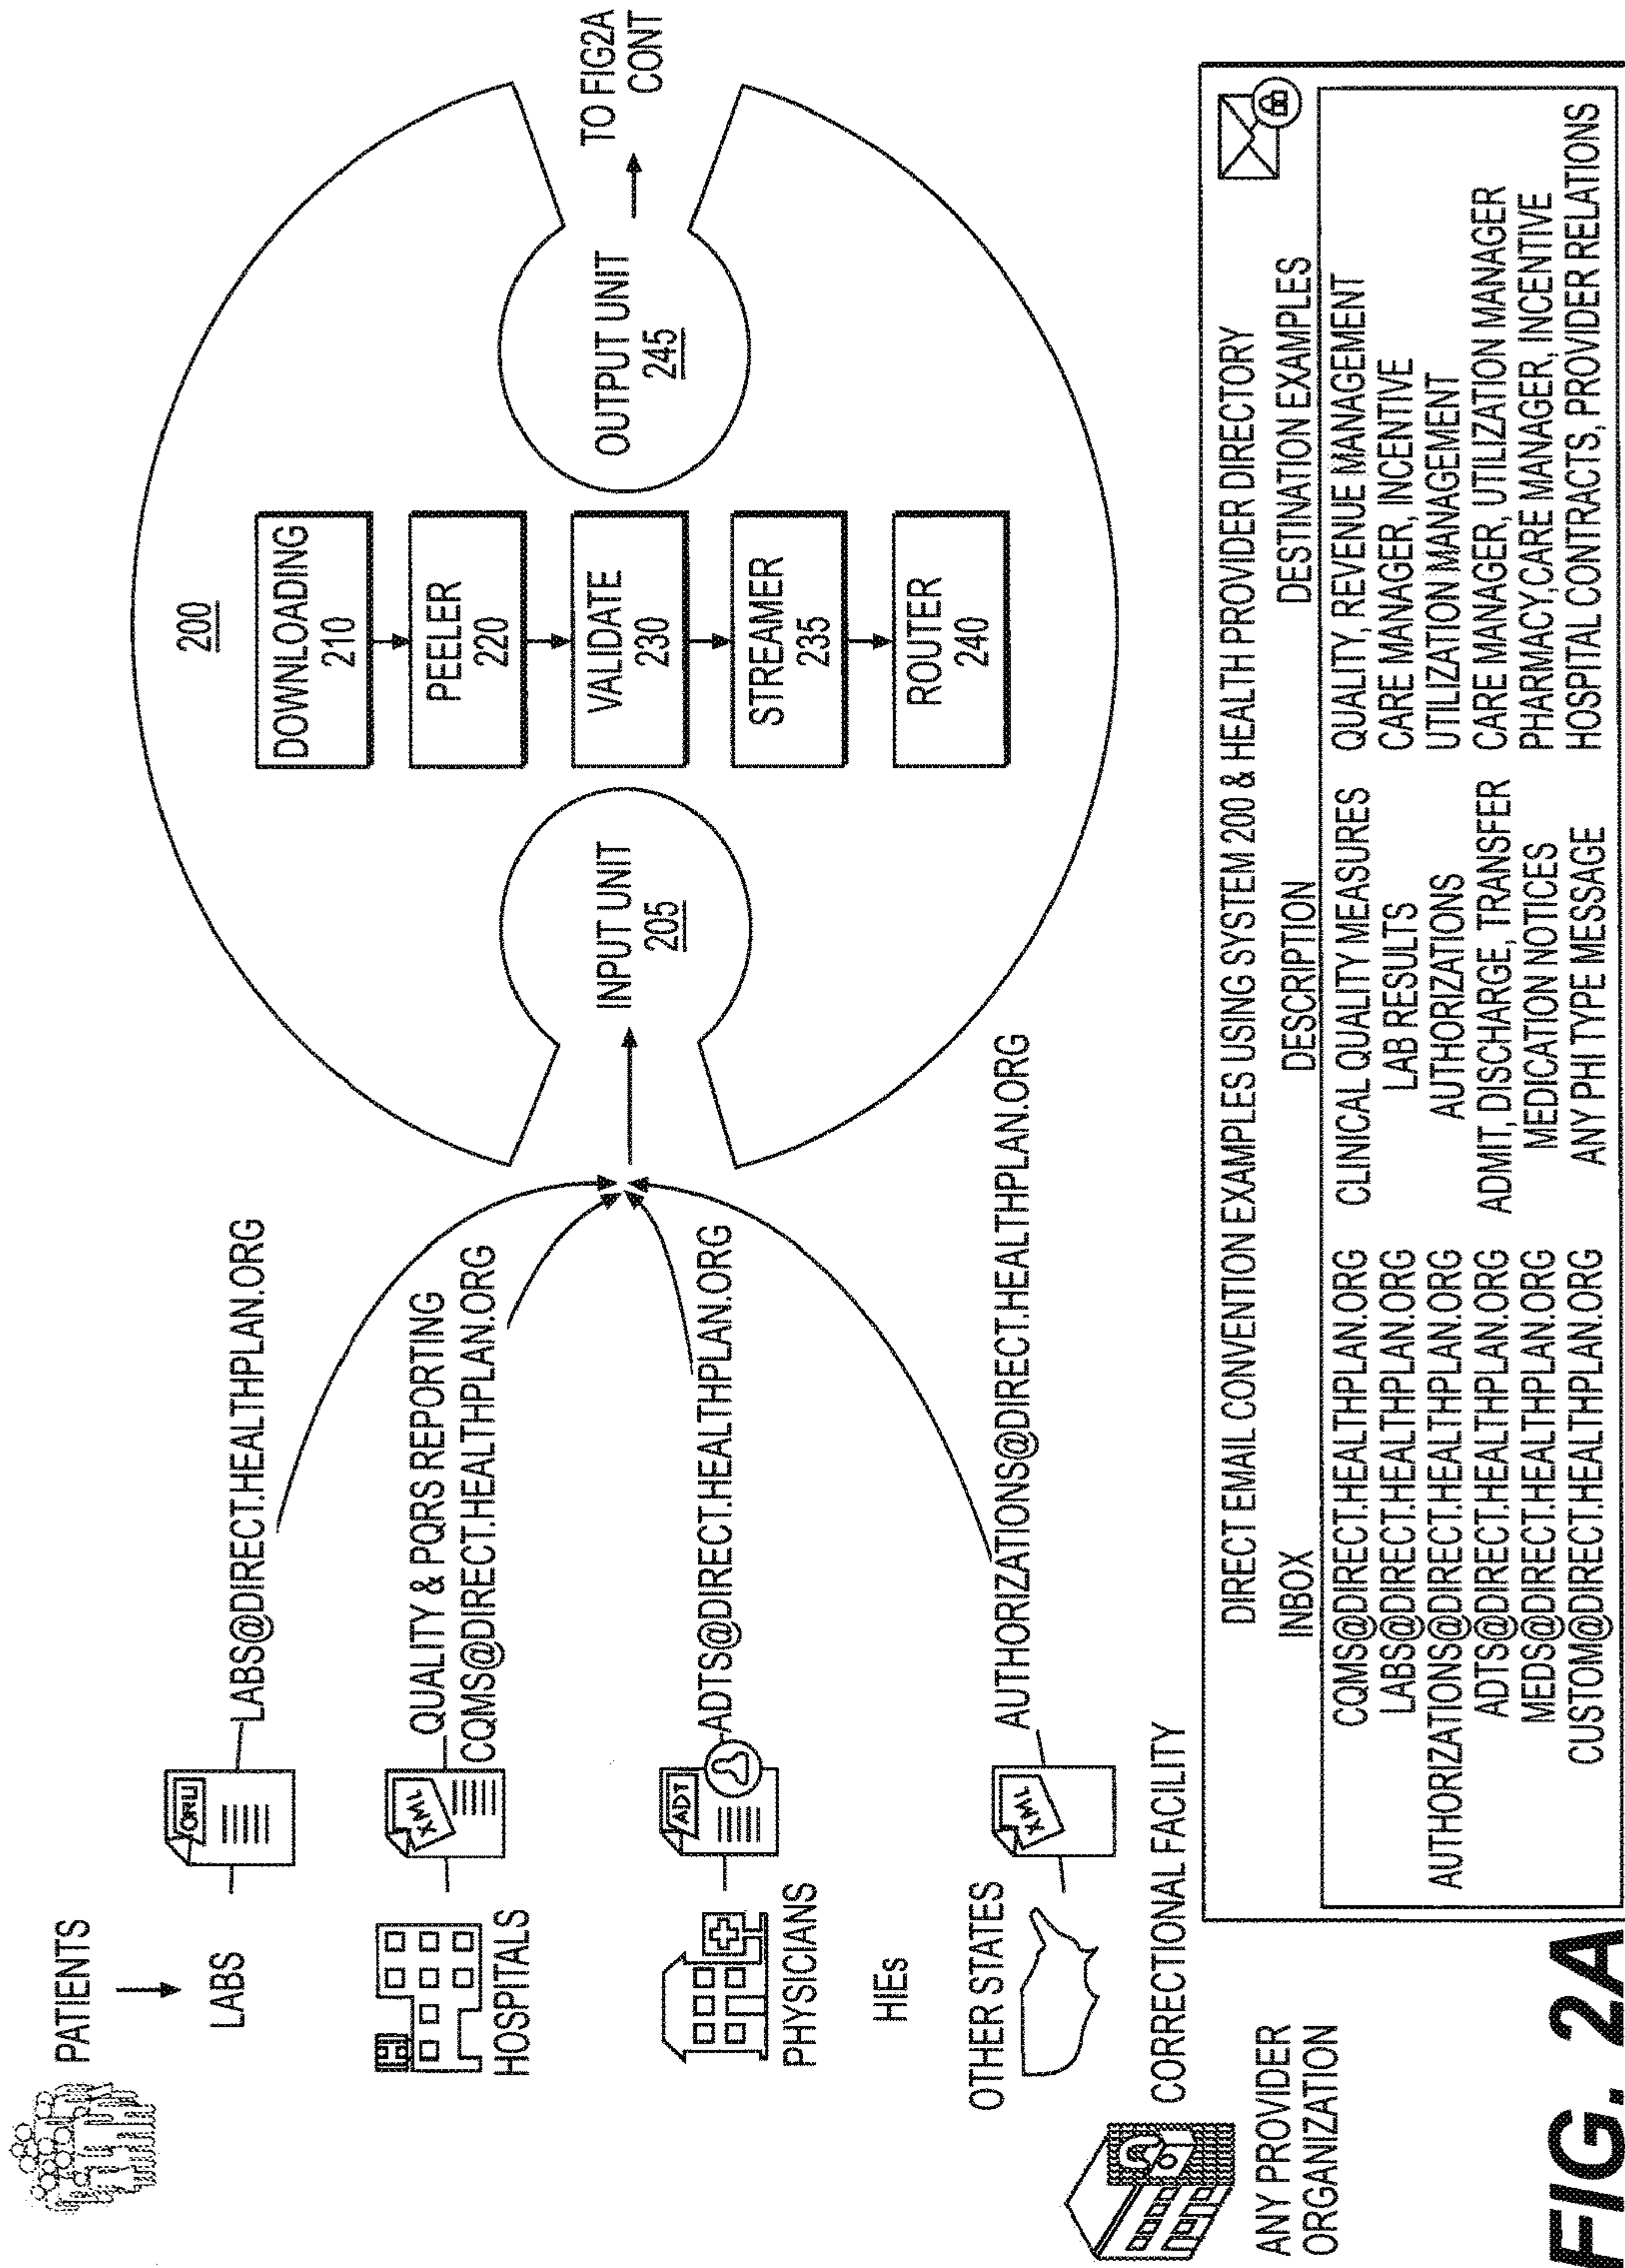 PATIENTS
LABS
ORU
LABS@DIRECT.HEALTHPLAN.ORG
H
HOSPITALS
XML
QUALITY & PQRS REPORTING
CQMS@DIRECT.HEALTHPLAN.ORG
PHYSICIANS
ADT
ADTS@DIRECT.HEALTHPLAN.ORG
HIEs
OTHER STATES
XML
AUTHORIZATIONS@DIRECT.HEALTHPLAN.ORG
CORRECTIONAL FACILITY
ANY PROVIDER
ORGANIZATION
200
INPUT UNIT
205
DOWNLOADING
210
PEELER
220
VALIDATE
230
STREAMER
235
ROUTER
240
OUTPUT UNIT
245
TO FIG2A
CONT
DIRECT EMAIL CONVENTION EXAMPLES USING SYSTEM 200 & HEALTH PROVIDER DIRECTORY
INBOX DESCRIPTION DESTINATION EXAMPLES
CQMS@DIRECT.HEALTHPLAN.ORG CLINICAL QUALITY MEASURES QUALITY, REVENUE MANAGEMENT
LABS@DIRECT.HEALTHPLAN.ORG LAB RESULTS CARE MANAGER, INCENTIVE
AUTHORIZATIONS@DIRECT.HEALTHPLAN.ORG AUTHORIZATIONS UTILIZATION MANAGEMENT
ADTS@DIRECT.HEALTHPLAN.ORG ADMIT, DISCHARGE, TRANSFER CARE MANAGER, UTILIZATION MANAGER
MEDS@DIRECT.HEALTHPLAN.ORG MEDICATION NOTICES PHARMACY,CARE MANAGER, INCENTIVE
CUSTOM@DIRECT.HEALTHPLAN.ORG ANY PHI TYPE MESSAGE HOSPITAL CONTRACTS, PROVIDER RELATIONS
FIG. 2A